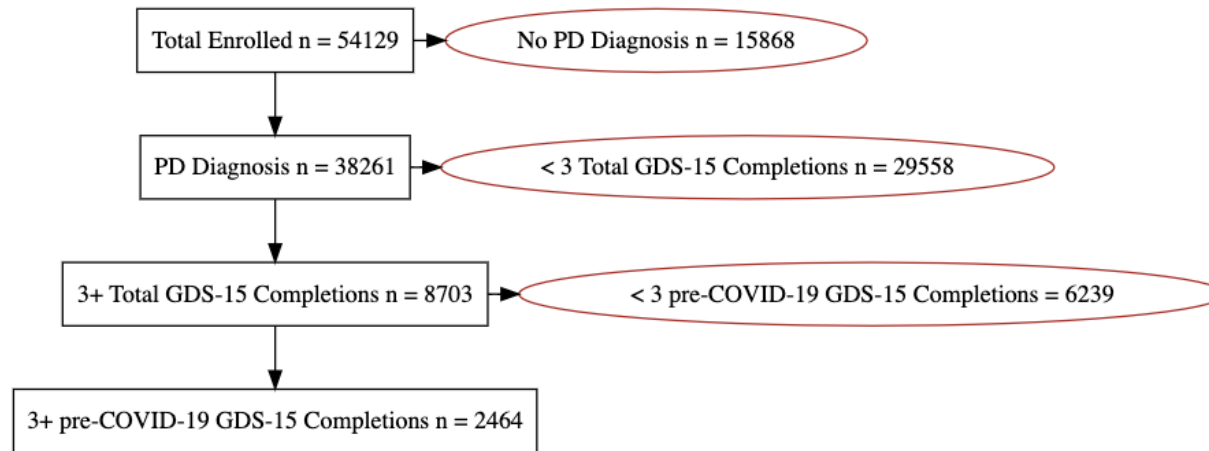 Total Enrolled n = 54129
No PD Diagnosis n = 15868
PD Diagnosis n = 38261
< 3 Total GDS-15 Completions n = 29558
3+ Total GDS-15 Completions n = 8703
< 3 pre-COVID-19 GDS-15 Completions = 6239
3+ pre-COVID-19 GDS-15 Completions n = 2464